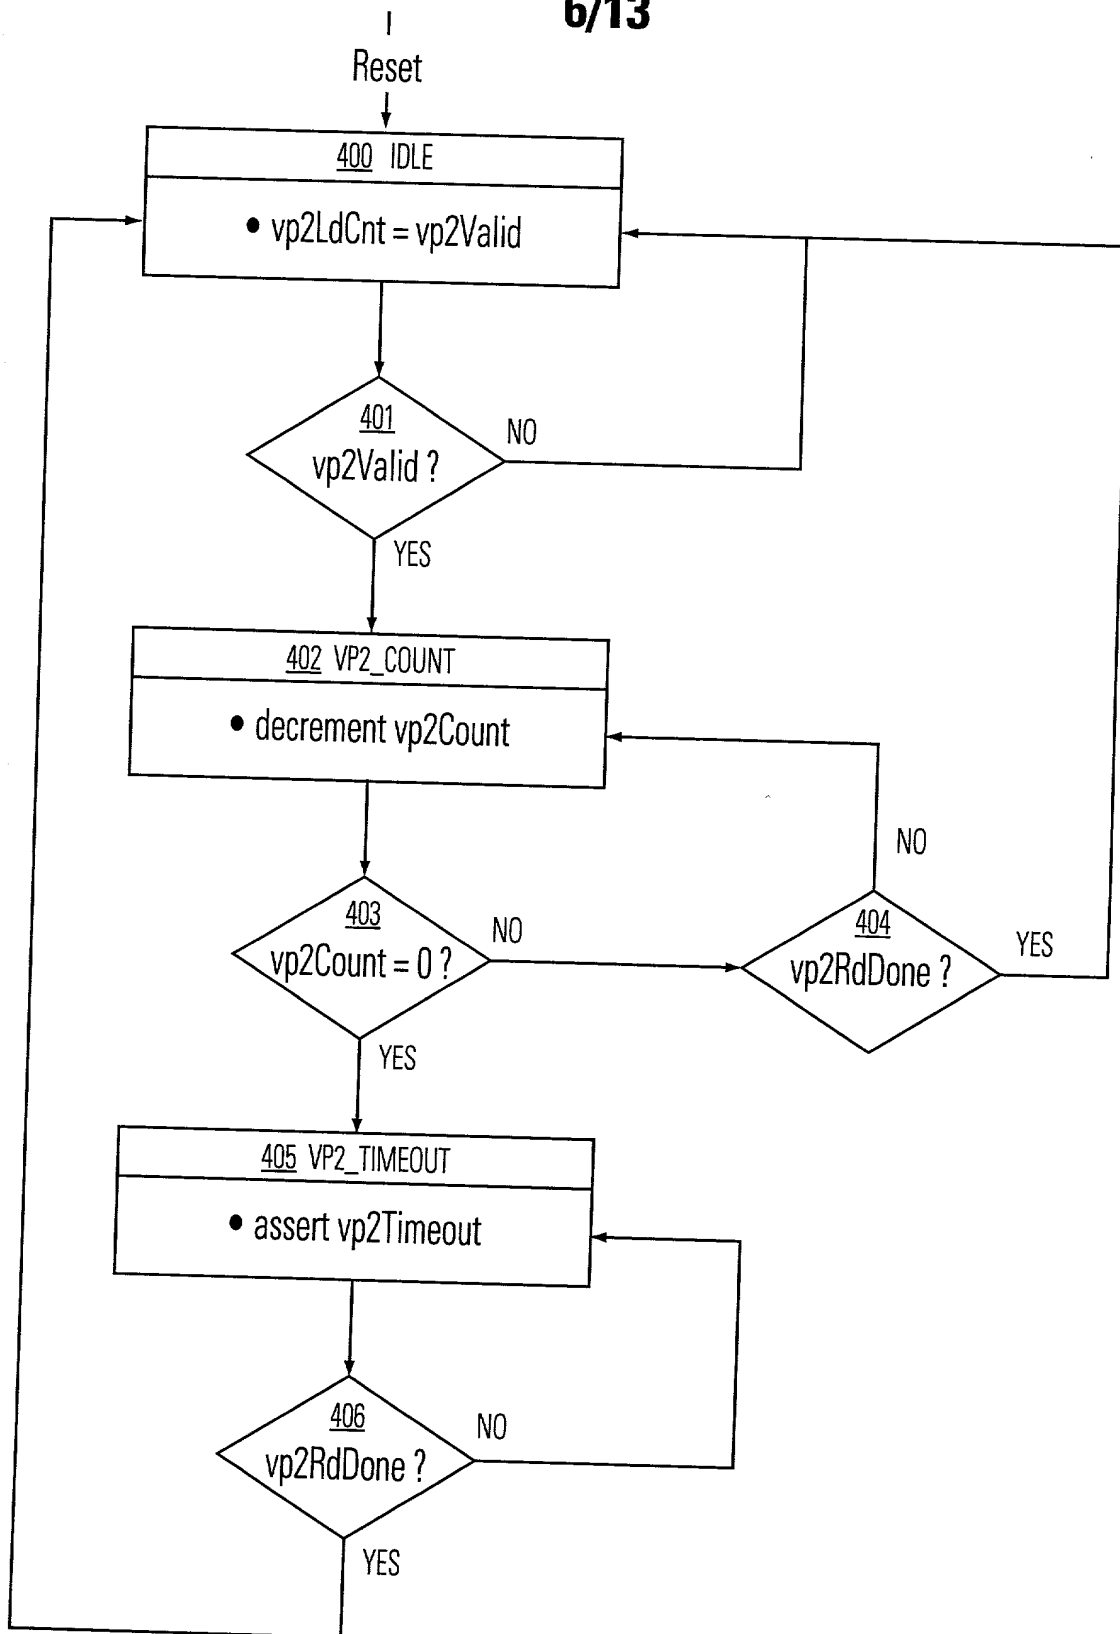 6/13
Reset
400 IDLE
• vp2LdCnt = vp2Valid
401
vp2Valid ?
NO
YES
402 VP2_COUNT
• decrement vp2Count
NO
403
vp2Count = 0 ?
NO
404
vp2RdDone ?
YES
YES
405 VP2_TIMEOUT
• assert vp2Timeout
406
vp2RdDone ?
NO
YES